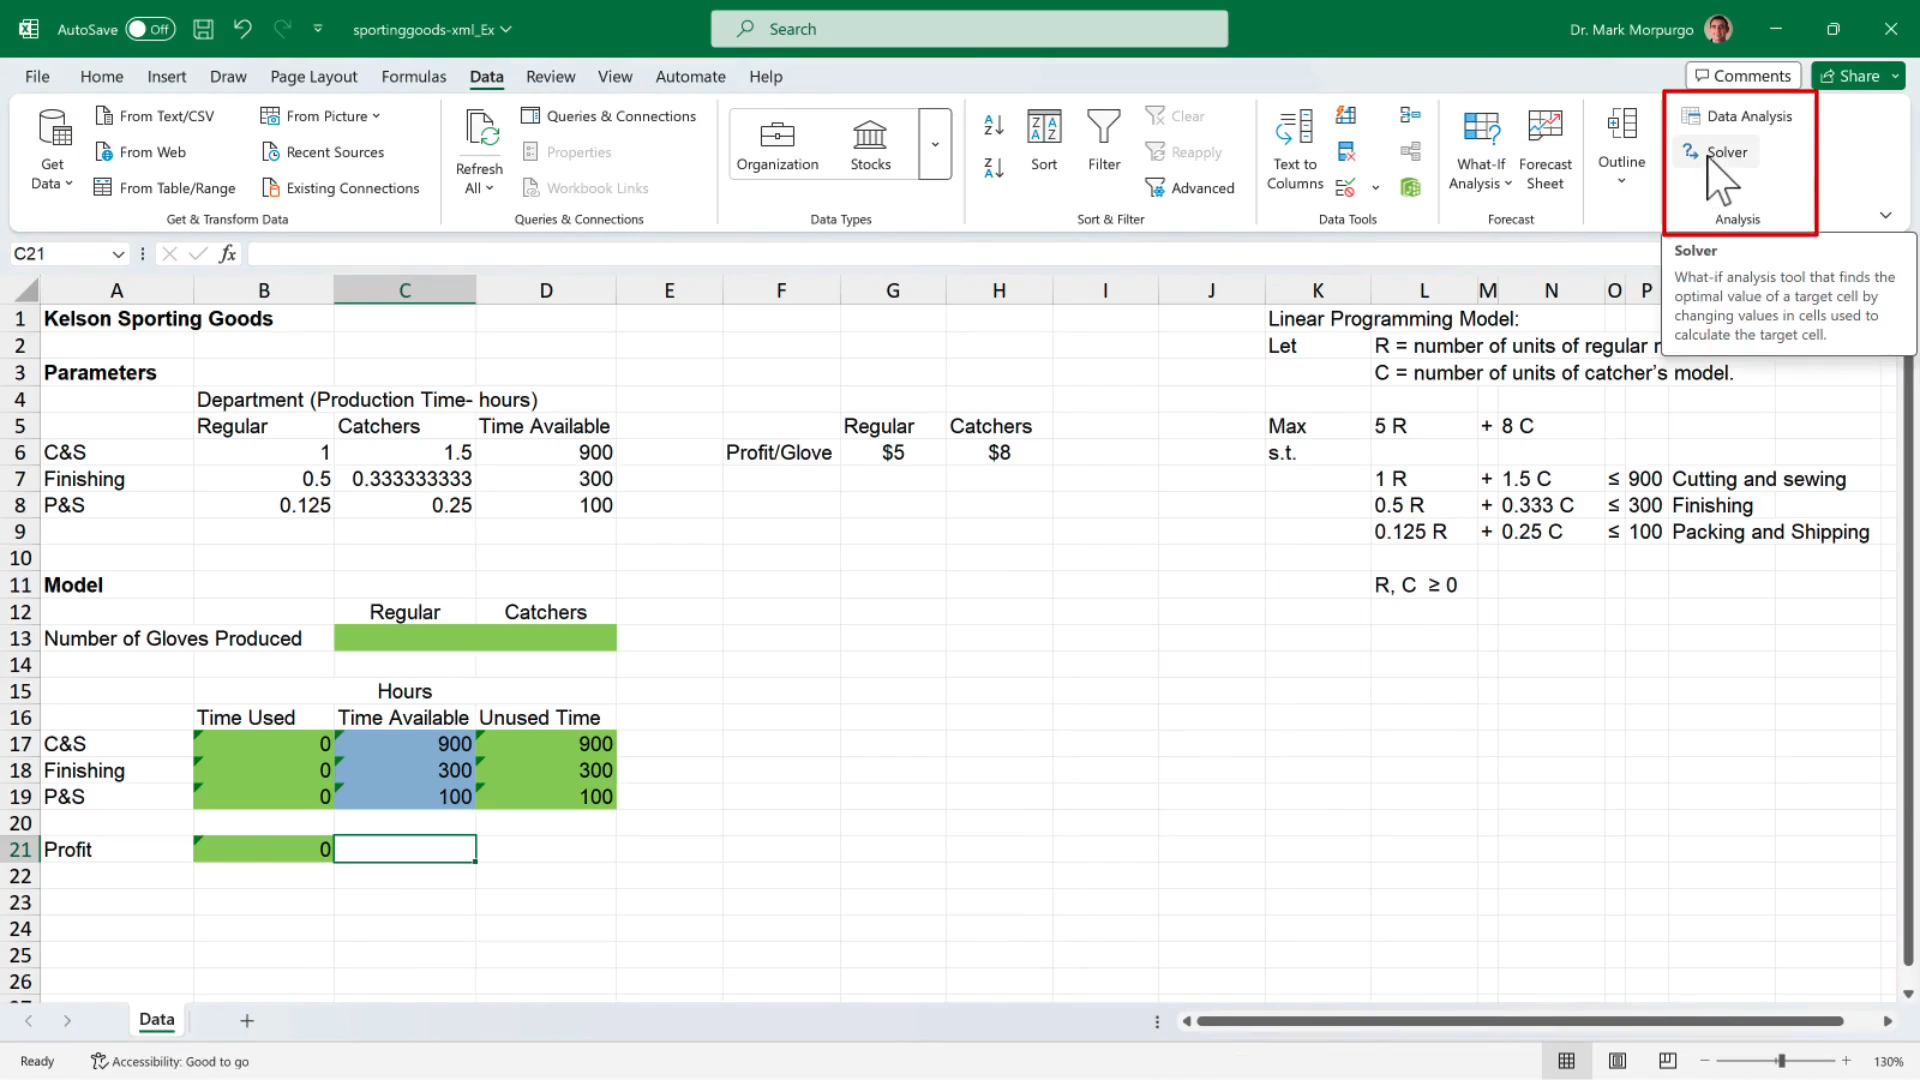 AutoSave Off sportinggoods-xml_Ex Search Dr. Mark Morpurgo
File Home Insert Draw Page Layout Formulas Data Review View Automate Help Comments Share
Get Data
From Text/CSV
From Web
From Table/Range
From Picture
Recent Sources
Existing Connections
Get & Transform Data
Refresh All
Queries & Connections
Properties
Workbook Links
Queries & Connections
Organization Stocks
Data Types
Sort
Filter
Clear
Reapply
Advanced
Sort & Filter
Text to Columns
Data Tools
What-If Analysis
Forecast Sheet
Forecast
Outline
Data Analysis
Solver
Analysis
C21 fx
Solver
What-if analysis tool that finds the
optimal value of a target cell by
changing values in cells used to
calculate the target cell.
A B C D E F G H I J K L M N O P
1 Kelson Sporting Goods Linear Programming Model:
2 Let R = number of units of regular
3 Parameters C = number of units of catcher's model.
4 Department (Production Time- hours)
5 Regular Catchers Time Available Regular Catchers Max 5 R + 8 C
6 C&S 1 1.5 900 Profit/Glove $5 $8 s.t.
7 Finishing 0.5 0.333333333 300 1 R + 1.5 C ≤ 900 Cutting and sewing
8 P&S 0.125 0.25 100 0.5 R + 0.333 C ≤ 300 Finishing
9 0.125 R + 0.25 C ≤ 100 Packing and Shipping
10
11 Model R, C ≥ 0
12 Regular Catchers
13 Number of Gloves Produced
14
15 Hours
16 Time Used Time Available Unused Time
17 C&S 0 900 900
18 Finishing 0 300 300
19 P&S 0 100 100
20
21 Profit 0
22
23
24
25
26
Data
Ready Accessibility: Good to go 130%